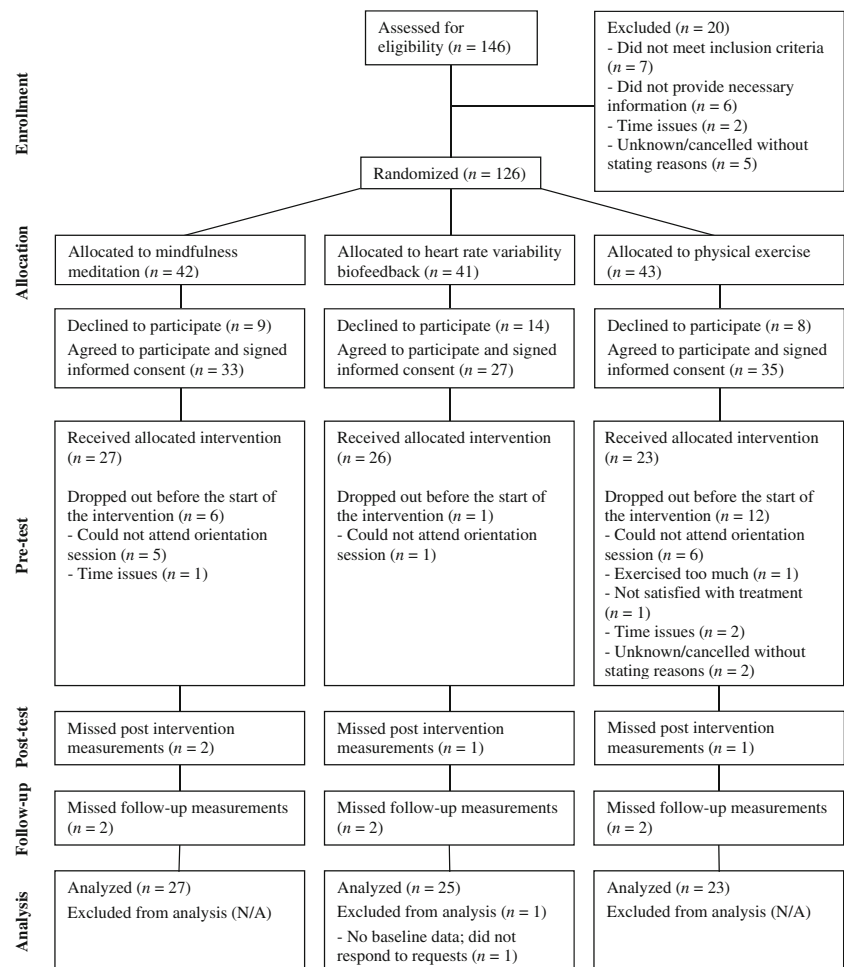 Assessed for
eligibility (n = 146)
Excluded (n = 20)
- Did not meet inclusion criteria
(n = 7)
- Did not provide necessary
information (n = 6)
- Time issues (n = 2)
- Unknown/cancelled without
stating reasons (n = 5)
Enrollment
Randomized (n = 126)
Allocation
Allocated to mindfulness
meditation (n = 42)
Allocated to heart rate variability
biofeedback (n = 41)
Allocated to physical exercise
(n = 43)
Declined to participate (n = 9)
Agreed to participate and signed
informed consent (n = 33)
Declined to participate (n = 14)
Agreed to participate and signed
informed consent (n = 27)
Declined to participate (n = 8)
Agreed to participate and signed
informed consent (n = 35)
Pre-test
Received allocated intervention
(n = 27)
Dropped out before the start of
the intervention (n = 6)
- Could not attend orientation
session (n = 5)
- Time issues (n = 1)
Received allocated intervention
(n = 26)
Dropped out before the start of
the intervention (n = 1)
- Could not attend orientation
session (n = 1)
Received allocated intervention
(n = 23)
Dropped out before the start of
the intervention (n = 12)
- Could not attend orientation
session (n = 6)
- Exercised too much (n = 1)
- Not satisfied with treatment
(n = 1)
- Time issues (n = 2)
- Unknown/cancelled without
stating reasons (n = 2)
Post-test
Missed post intervention
measurements (n = 2)
Missed post intervention
measurements (n = 1)
Missed post intervention
measurements (n = 1)
Follow-up
Missed follow-up measurements
(n = 2)
Missed follow-up measurements
(n = 2)
Missed follow-up measurements
(n = 2)
Analysis
Analyzed (n = 27)
Excluded from analysis (N/A)
Analyzed (n = 25)
Excluded from analysis (n = 1)
- No baseline data; did not
respond to requests (n = 1)
Analyzed (n = 23)
Excluded from analysis (N/A)